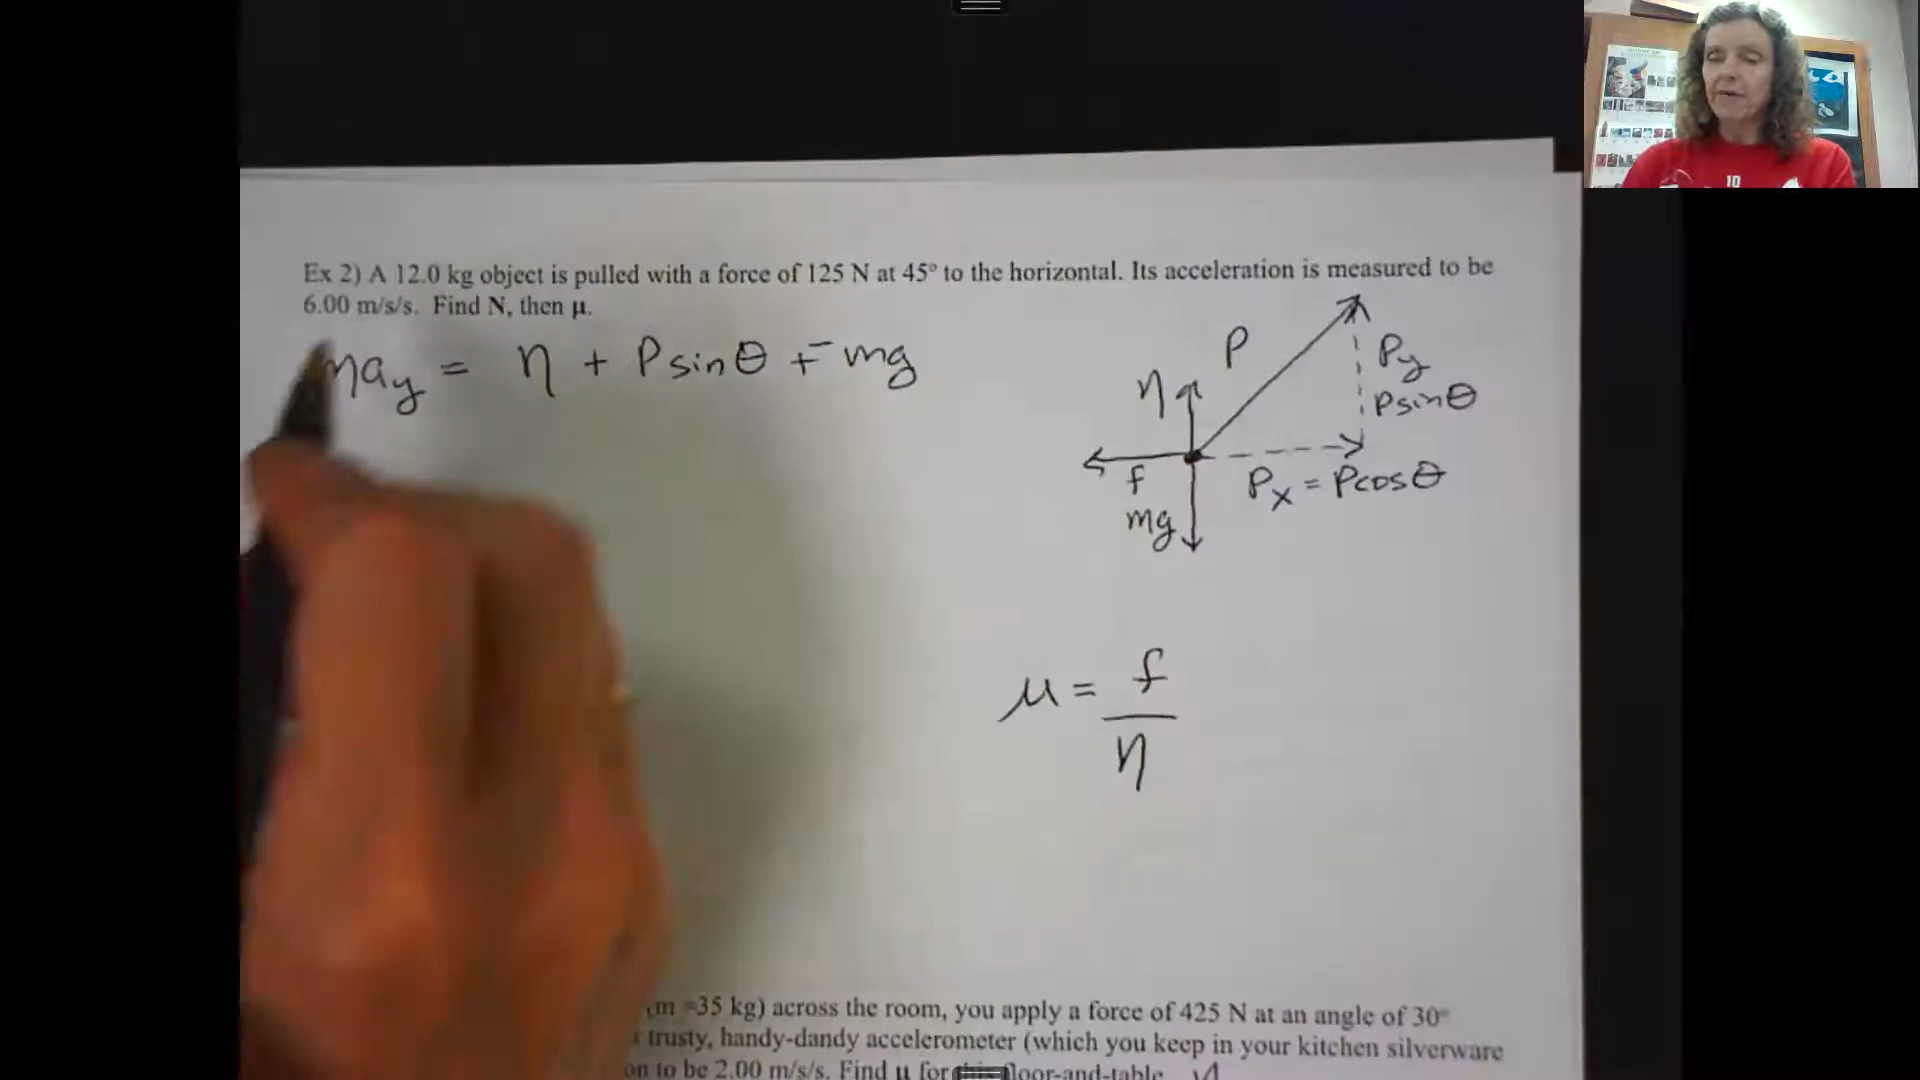 Ex 2) A 12.0 kg object is pulled with a force of 125 N at 45° to the horizontal. Its acceleration is measured to be
6.00 m/s/s. Find N, then μ.
may = η + Psinθ + -mg
P
Py
Psinθ
η
f
Px = Pcosθ
mg
μ = f
η
(m =35 kg) across the room, you apply a force of 425 N at an angle of 30°
trusty, handy-dandy accelerometer (which you keep in your kitchen silverware
on to be 2.00 m/s/s. Find μ for this floor-and-table
10